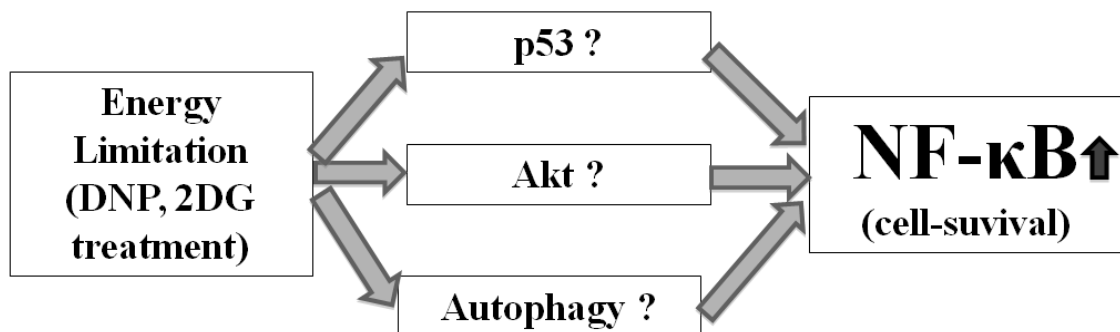 Energy
Limitation
(DNP, 2DG
treatment)
p53 ?
Akt ?
Autophagy ?
NF-κB
(cell-suvival)